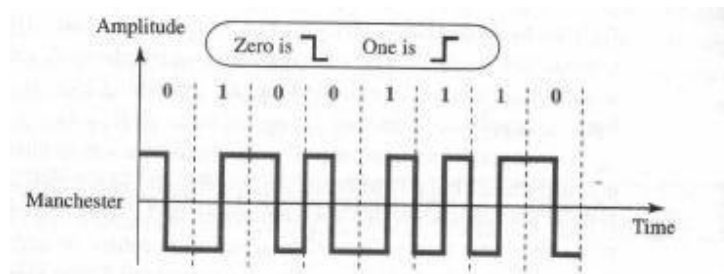 Amplitude
Zero is One is
0 1 0 0 1 1 1 0
Manchester
Time